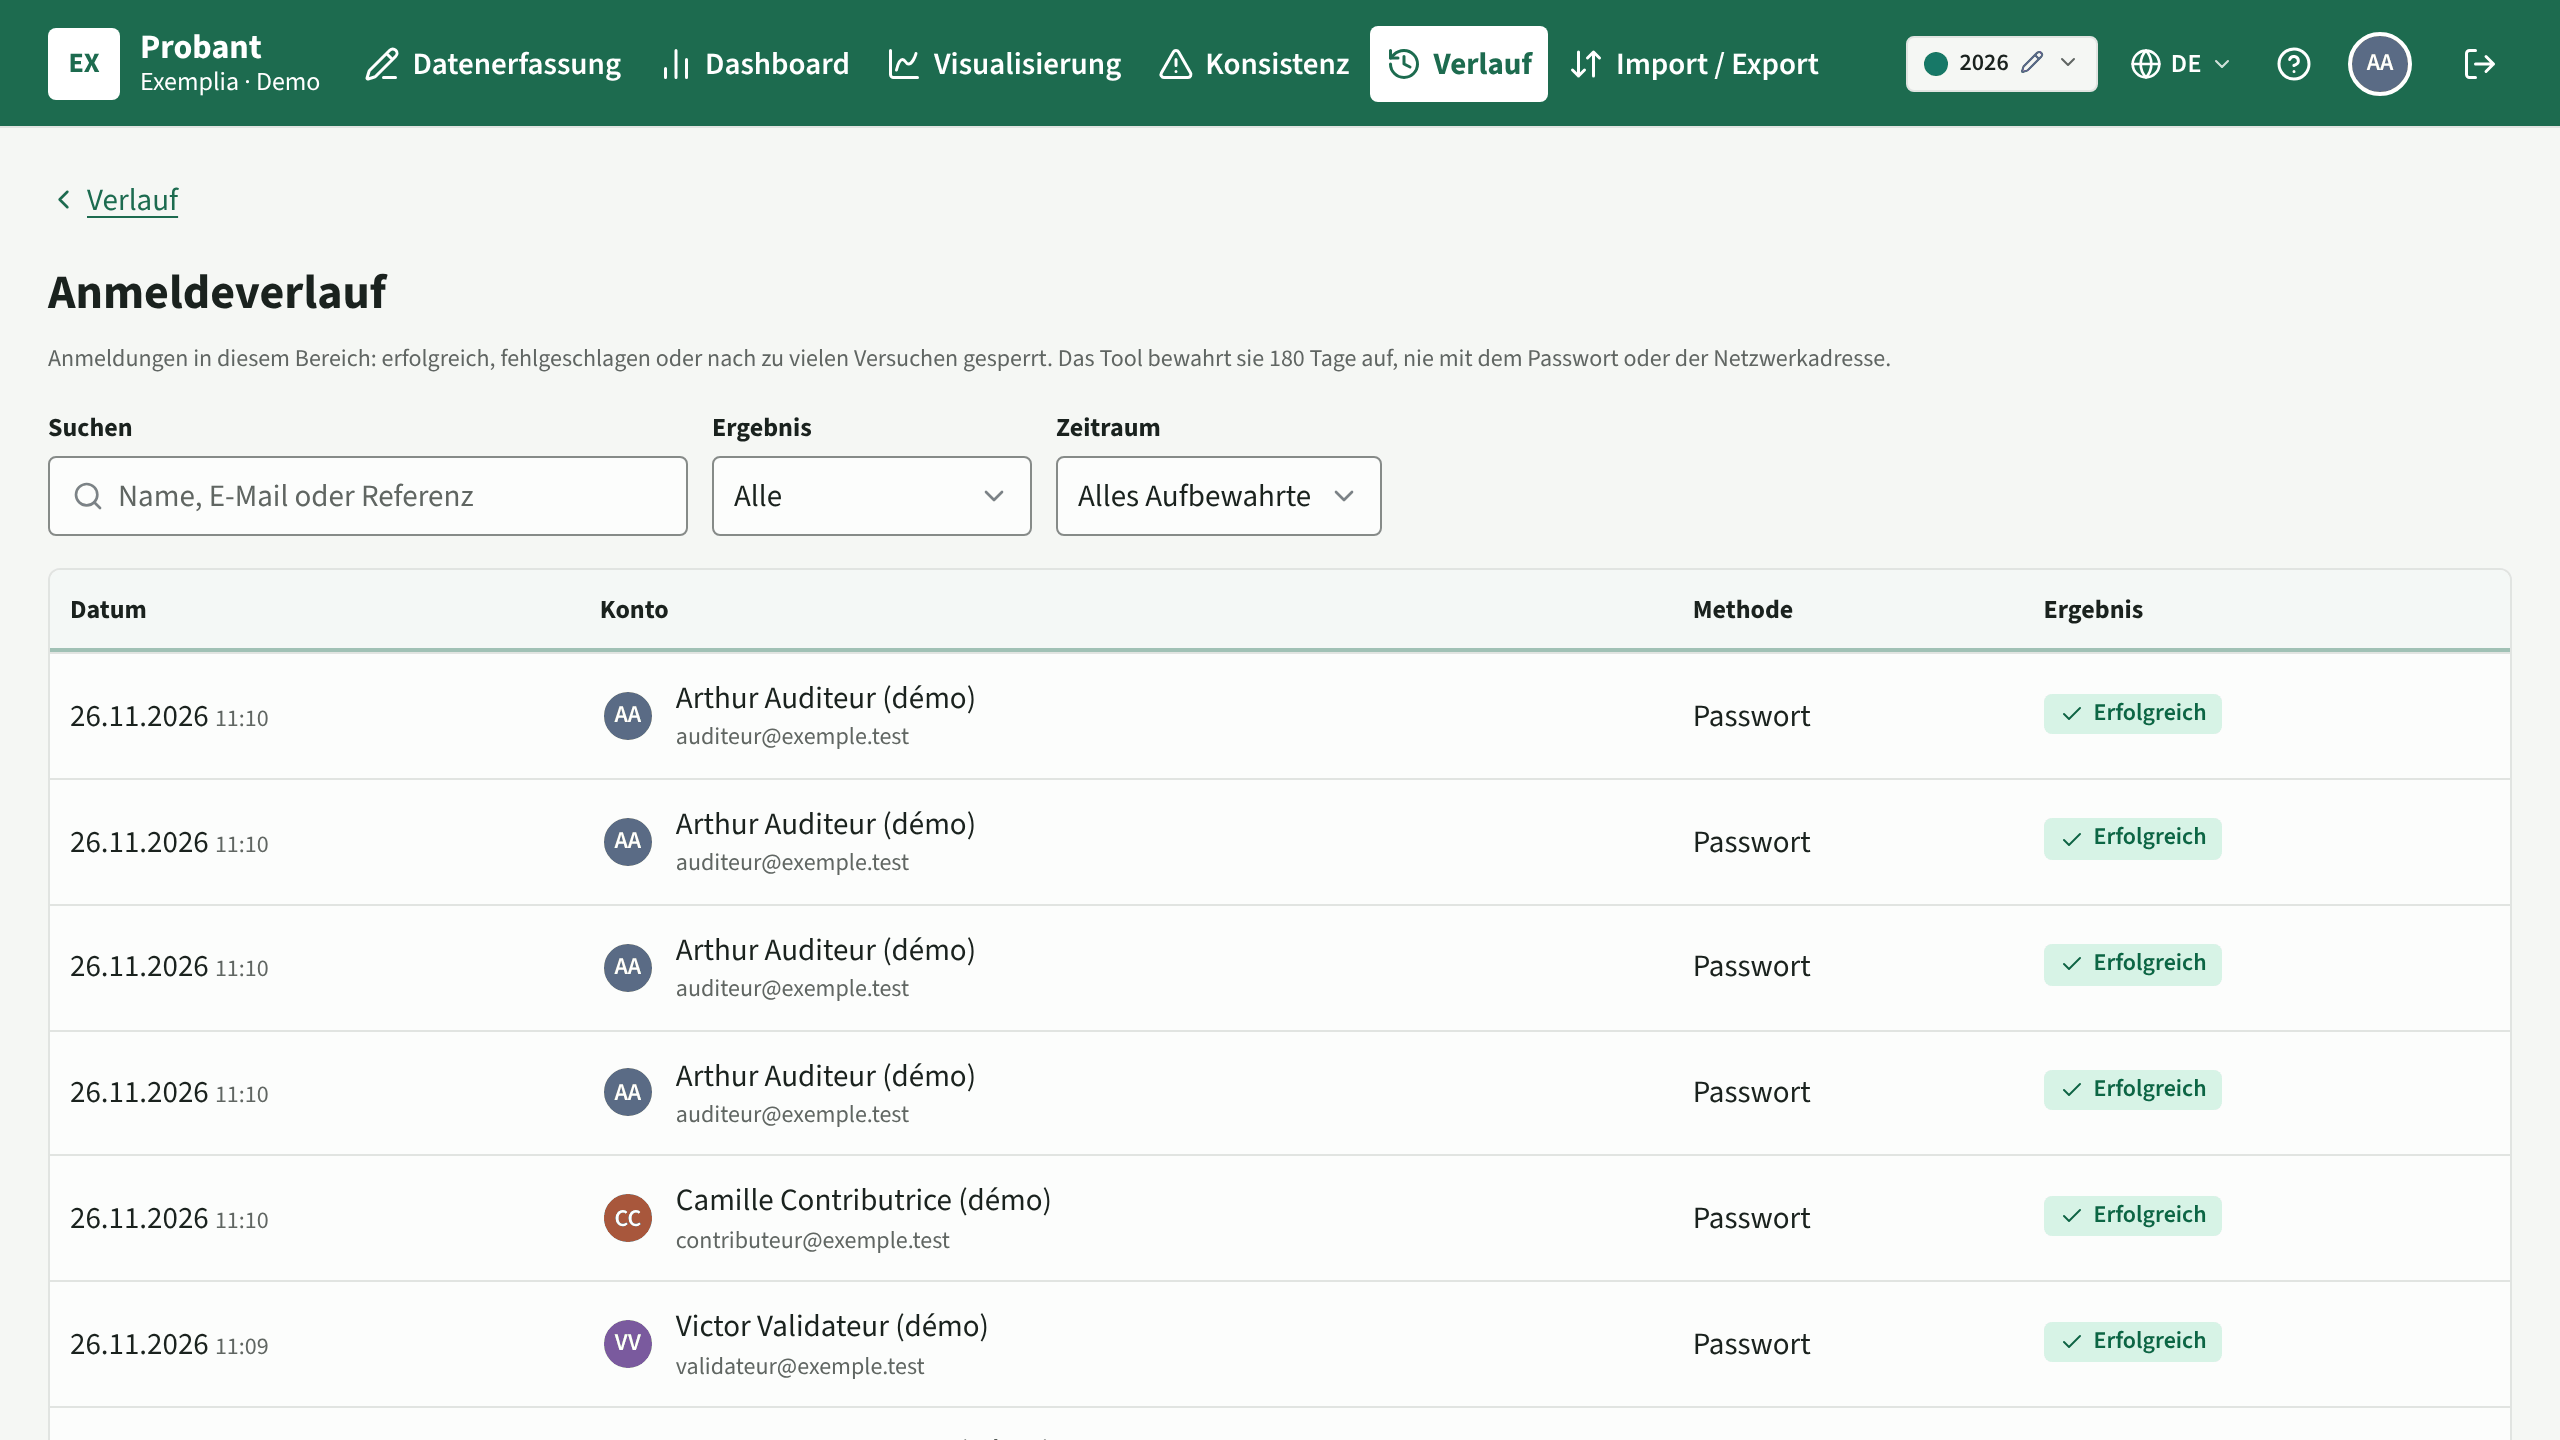 EX
Probant
Exemplia · Demo
Datenerfassung
Dashboard
Visualisierung
Konsistenz
Verlauf
Import / Export
2026
DE
AA
Verlauf
Anmeldeverlauf
Anmeldungen in diesem Bereich: erfolgreich, fehlgeschlagen oder nach zu vielen Versuchen gesperrt. Das Tool bewahrt sie 180 Tage auf, nie mit dem Passwort oder der Netzwerkadresse.
Suchen
Ergebnis
Zeitraum
Name, E-Mail oder Referenz
Alle
Alles Aufbewahrte
Datum
Konto
Methode
Ergebnis
26.11.2026 11:10
AA
Arthur Auditeur (démo)
auditeur@exemple.test
Passwort
Erfolgreich
26.11.2026 11:10
AA
Arthur Auditeur (démo)
auditeur@exemple.test
Passwort
Erfolgreich
26.11.2026 11:10
AA
Arthur Auditeur (démo)
auditeur@exemple.test
Passwort
Erfolgreich
26.11.2026 11:10
AA
Arthur Auditeur (démo)
auditeur@exemple.test
Passwort
Erfolgreich
26.11.2026 11:10
CC
Camille Contributrice (démo)
contributeur@exemple.test
Passwort
Erfolgreich
26.11.2026 11:09
VV
Victor Validateur (démo)
validateur@exemple.test
Passwort
Erfolgreich